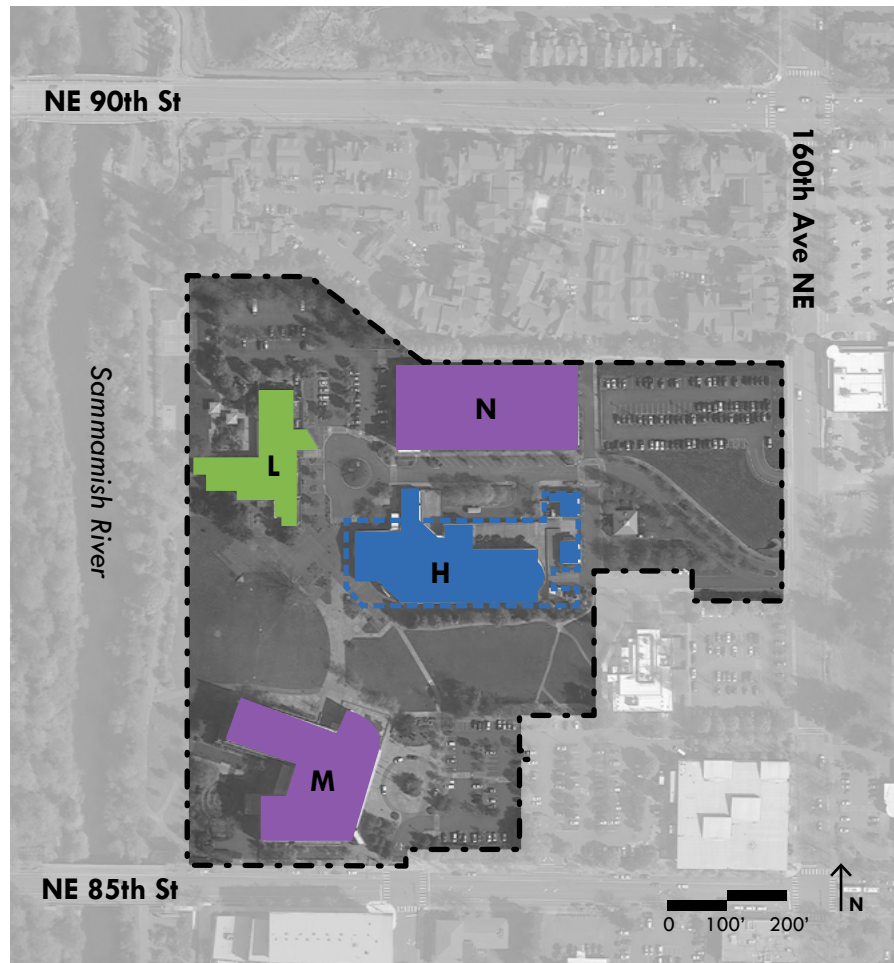 NE 90th St
160th Ave NE
N
L
Sammamish River
H
M
NE 85th St
N
0 100' 200'